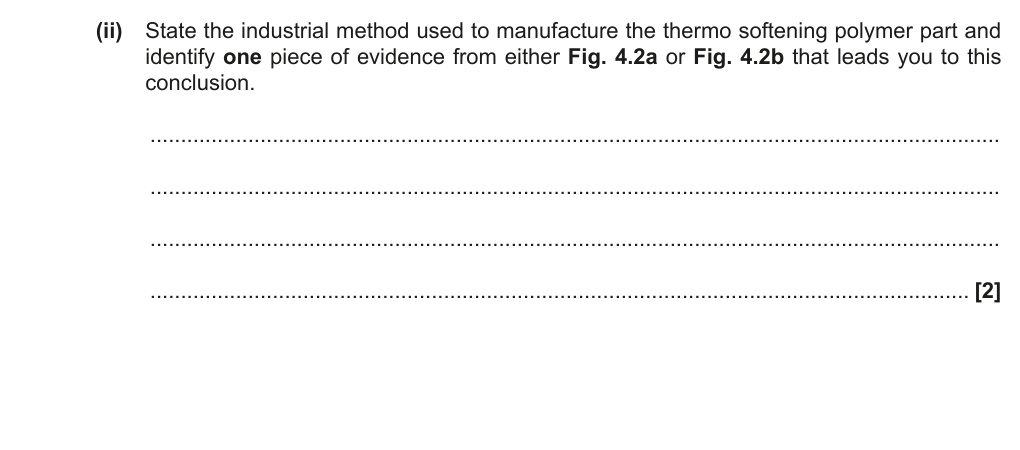 (ii) State the industrial method used to manufacture the thermo softening polymer part and
identify one piece of evidence from either Fig. 4.2a or Fig. 4.2b that leads you to this
conclusion.
...................................................................................................................................
...................................................................................................................................
...................................................................................................................................
.............................................................................................................................. [2]